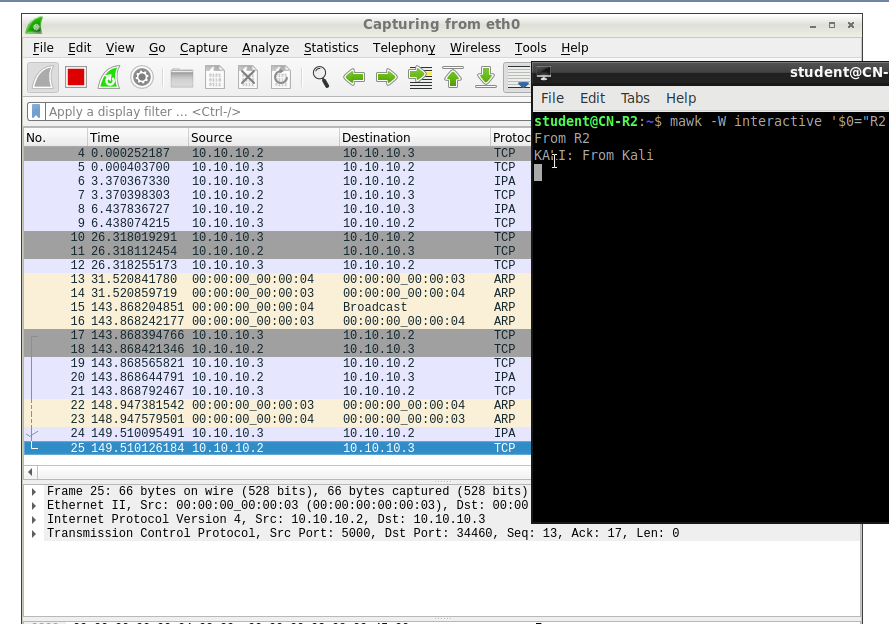 Capturing from eth0
File Edit View Go Capture Analyze Statistics Telephony Wireless Tools Help
Apply a display filter ... <Ctrl-/>
No. Time Source Destination Protoc
4 0.000252187 10.10.10.2 10.10.10.3 TCP
5 0.000403700 10.10.10.3 10.10.10.2 TCP
6 3.370367330 10.10.10.3 10.10.10.2 IPA
7 3.370398303 10.10.10.2 10.10.10.3 TCP
8 6.437836727 10.10.10.2 10.10.10.3 IPA
9 6.438074215 10.10.10.3 10.10.10.2 TCP
10 26.318019291 10.10.10.3 10.10.10.2 TCP
11 26.318112454 10.10.10.2 10.10.10.3 TCP
12 26.318255173 10.10.10.3 10.10.10.2 TCP
13 31.520841780 00:00:00_00:00:04 00:00:00_00:00:03 ARP
14 31.520859719 00:00:00_00:00:03 00:00:00_00:00:04 ARP
15 143.868204851 00:00:00_00:00:04 Broadcast ARP
16 143.868242177 00:00:00_00:00:03 00:00:00_00:00:04 ARP
17 143.868394766 10.10.10.3 10.10.10.2 TCP
18 143.868421346 10.10.10.2 10.10.10.3 TCP
19 143.868565821 10.10.10.3 10.10.10.2 TCP
20 143.868644791 10.10.10.2 10.10.10.3 IPA
21 143.868792467 10.10.10.3 10.10.10.2 TCP
22 148.947381542 00:00:00_00:00:03 00:00:00_00:00:04 ARP
23 148.947579501 00:00:00_00:00:04 00:00:00_00:00:03 ARP
24 149.510095491 10.10.10.3 10.10.10.2 IPA
25 149.510126184 10.10.10.2 10.10.10.3 TCP
Frame 25: 66 bytes on wire (528 bits), 66 bytes captured (528 bits)
Ethernet II, Src: 00:00:00_00:00:03 (00:00:00:00:00:03), Dst: 00:00
Internet Protocol Version 4, Src: 10.10.10.2, Dst: 10.10.10.3
Transmission Control Protocol, Src Port: 5000, Dst Port: 34460, Seq: 13, Ack: 17, Len: 0
student@CN-
File Edit Tabs Help
student@CN-R2:~$ mawk -W interactive '$0="R2
From R2
KALI: From Kali